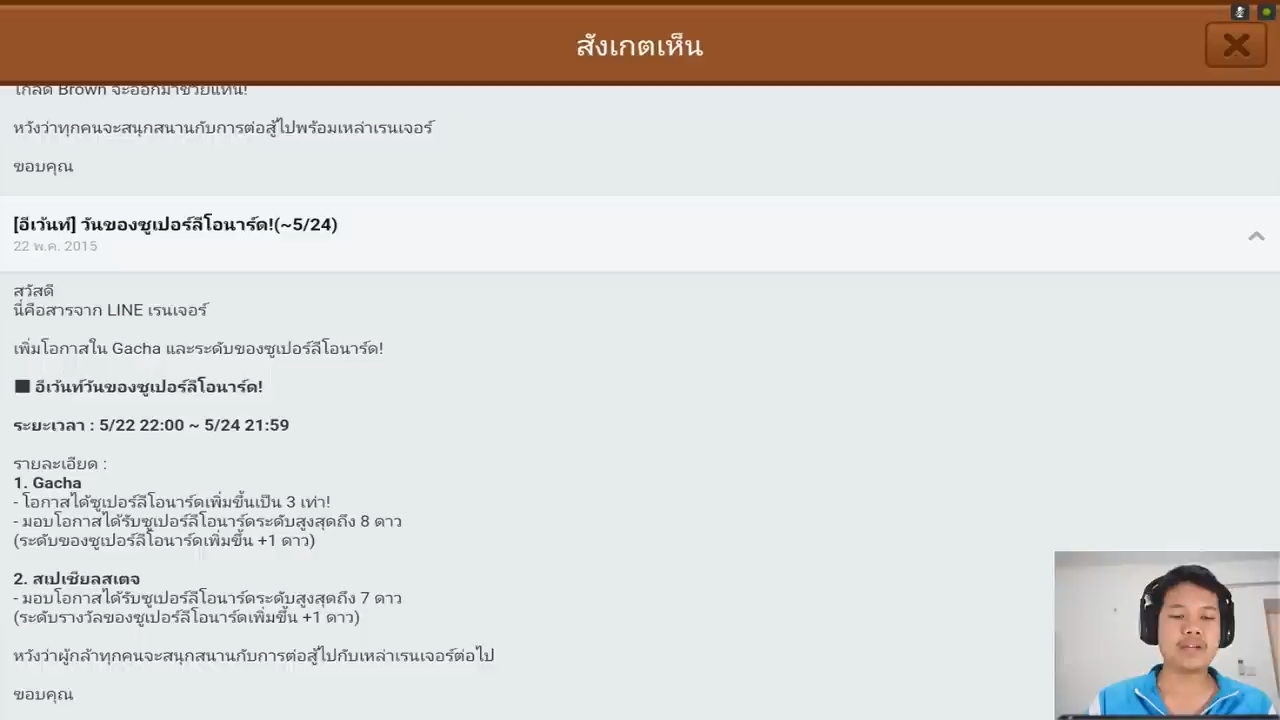 สังเกตเห็น
โกลด์ Brown จะออกมาช่วยแทน!
หวังว่าทุกคนจะสนุกสนานกับการต่อสู้ไปพร้อมเหล่าเรนเจอร์
ขอบคุณ
[อีเว้นท์] วันของซูเปอร์ลีโอนาร์ด!(~5/24)
22 พ.ค. 2015
สวัสดี
นี่คือสารจาก LINE เรนเจอร์
เพิ่มโอกาสใน Gacha และระดับของซูเปอร์ลีโอนาร์ด!
■ อีเว้นท์วันของซูเปอร์ลีโอนาร์ด!
ระยะเวลา : 5/22 22:00 ~ 5/24 21:59
รายละเอียด :
1. Gacha
- โอกาสได้ซูเปอร์ลีโอนาร์ดเพิ่มขึ้นเป็น 3 เท่า!
- มอบโอกาสได้รับซูเปอร์ลีโอนาร์ดระดับสูงสุดถึง 8 ดาว
(ระดับของซูเปอร์ลีโอนาร์ดเพิ่มขึ้น +1 ดาว)
2. สเปเชียลสเตจ
- มอบโอกาสได้รับซูเปอร์ลีโอนาร์ดระดับสูงสุดถึง 7 ดาว
(ระดับรางวัลของซูเปอร์ลีโอนาร์ดเพิ่มขึ้น +1 ดาว)
หวังว่าผู้กล้าทุกคนจะสนุกสนานกับการต่อสู้ไปกับเหล่าเรนเจอร์ต่อไป
ขอบคุณ